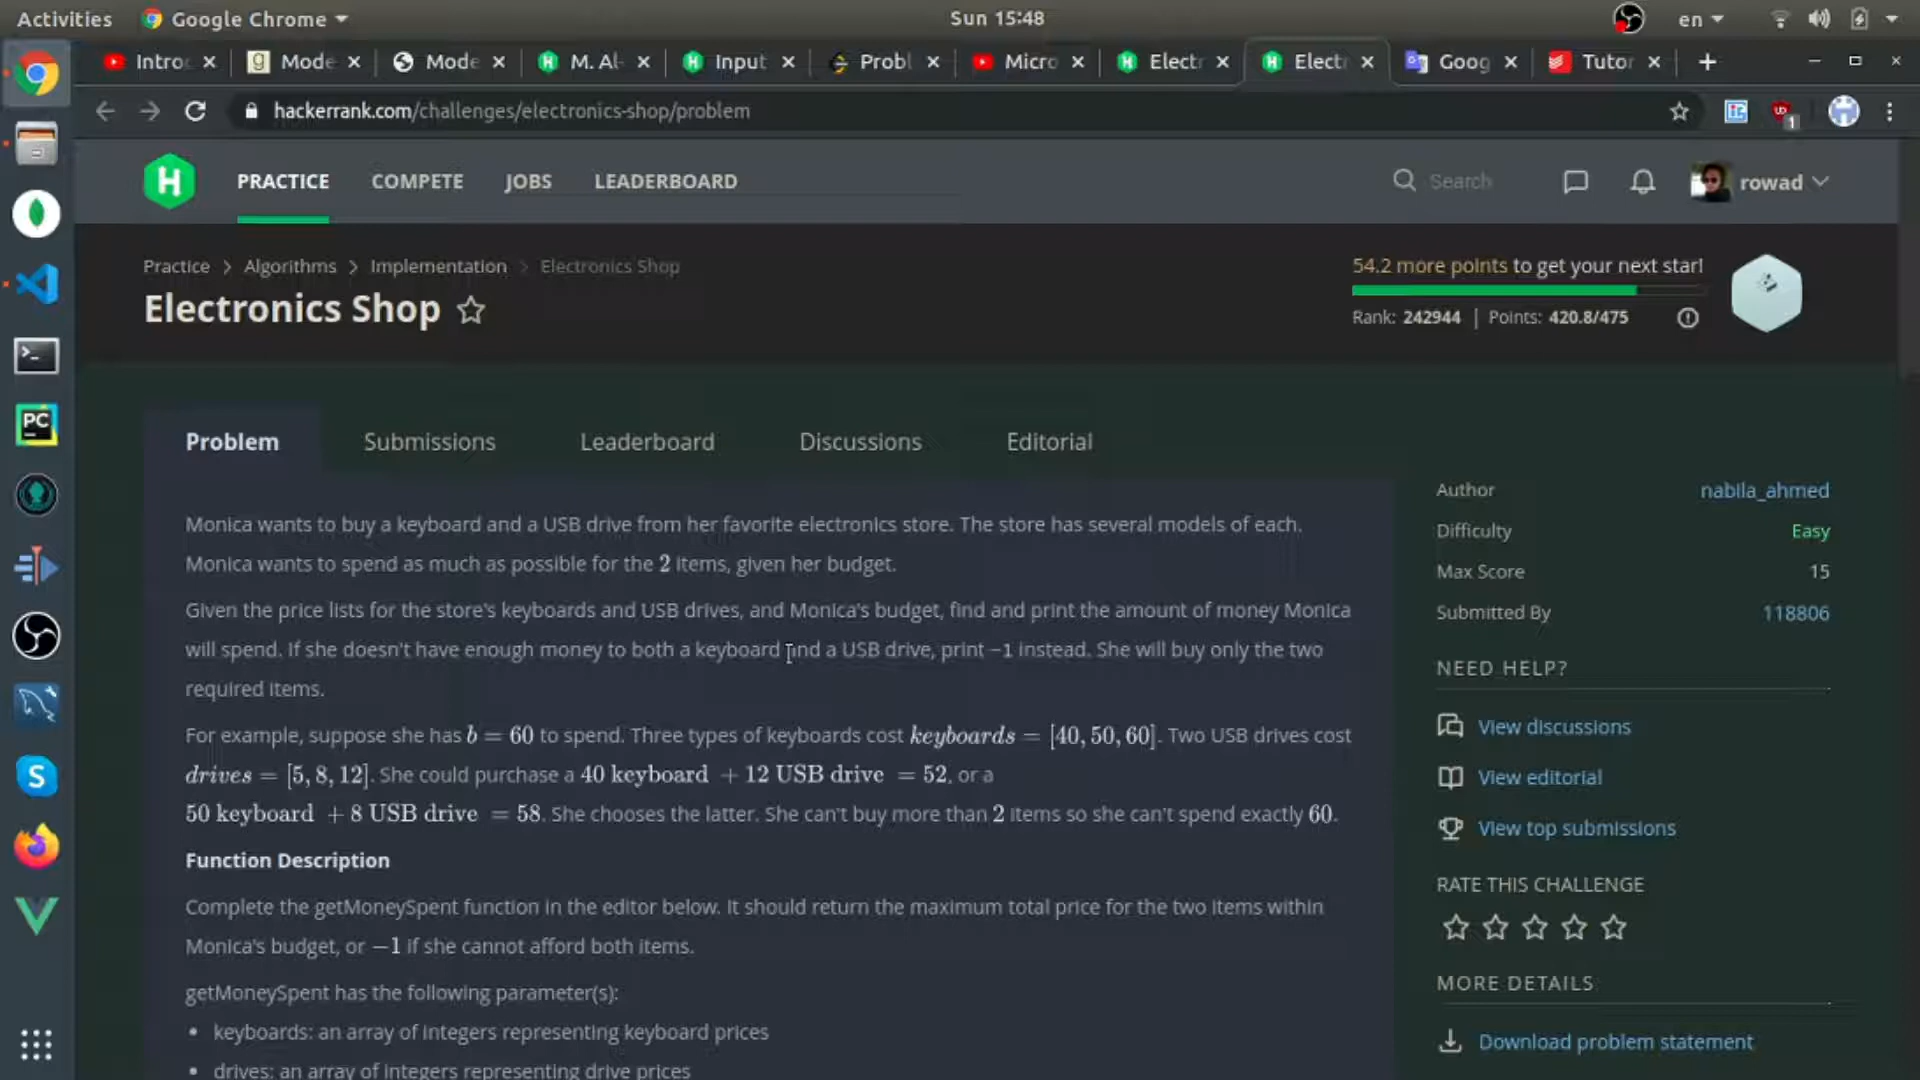 Activities Google Chrome Sun 15:48 en
Intro Mode Mode M. Al- Input Probl Micro Electr Electr Goog Tutor
hackerrank.com/challenges/electronics-shop/problem
1
H PRACTICE COMPETE JOBS LEADERBOARD Search rowad
Practice > Algorithms > Implementation > Electronics Shop
54.2 more points to get your next star!
Electronics Shop
Rank: 242944 | Points: 420.8/475
PC
Problem Submissions Leaderboard Discussions Editorial
Monica wants to buy a keyboard and a USB drive from her favorite electronics store. The store has several models of each.
Monica wants to spend as much as possible for the 2 items, given her budget.
Given the price lists for the store's keyboards and USB drives, and Monica's budget, find and print the amount of money Monica
will spend. If she doesn't have enough money to both a keyboard and a USB drive, print −1 instead. She will buy only the two
required items.
For example, suppose she has b = 60 to spend. Three types of keyboards cost keyboards = [40, 50, 60]. Two USB drives cost
drives = [5, 8, 12]. She could purchase a 40 keyboard + 12 USB drive = 52, or a
50 keyboard + 8 USB drive = 58. She chooses the latter. She can't buy more than 2 items so she can't spend exactly 60.
Function Description
Complete the getMoneySpent function in the editor below. It should return the maximum total price for the two items within
Monica's budget, or −1 if she cannot afford both items.
getMoneySpent has the following parameter(s):
• keyboards: an array of integers representing keyboard prices
• drives: an array of integers representing drive prices
Author nabila_ahmed
Difficulty Easy
Max Score 15
Submitted By 118806
NEED HELP?
View discussions
View editorial
View top submissions
RATE THIS CHALLENGE
MORE DETAILS
Download problem statement
S